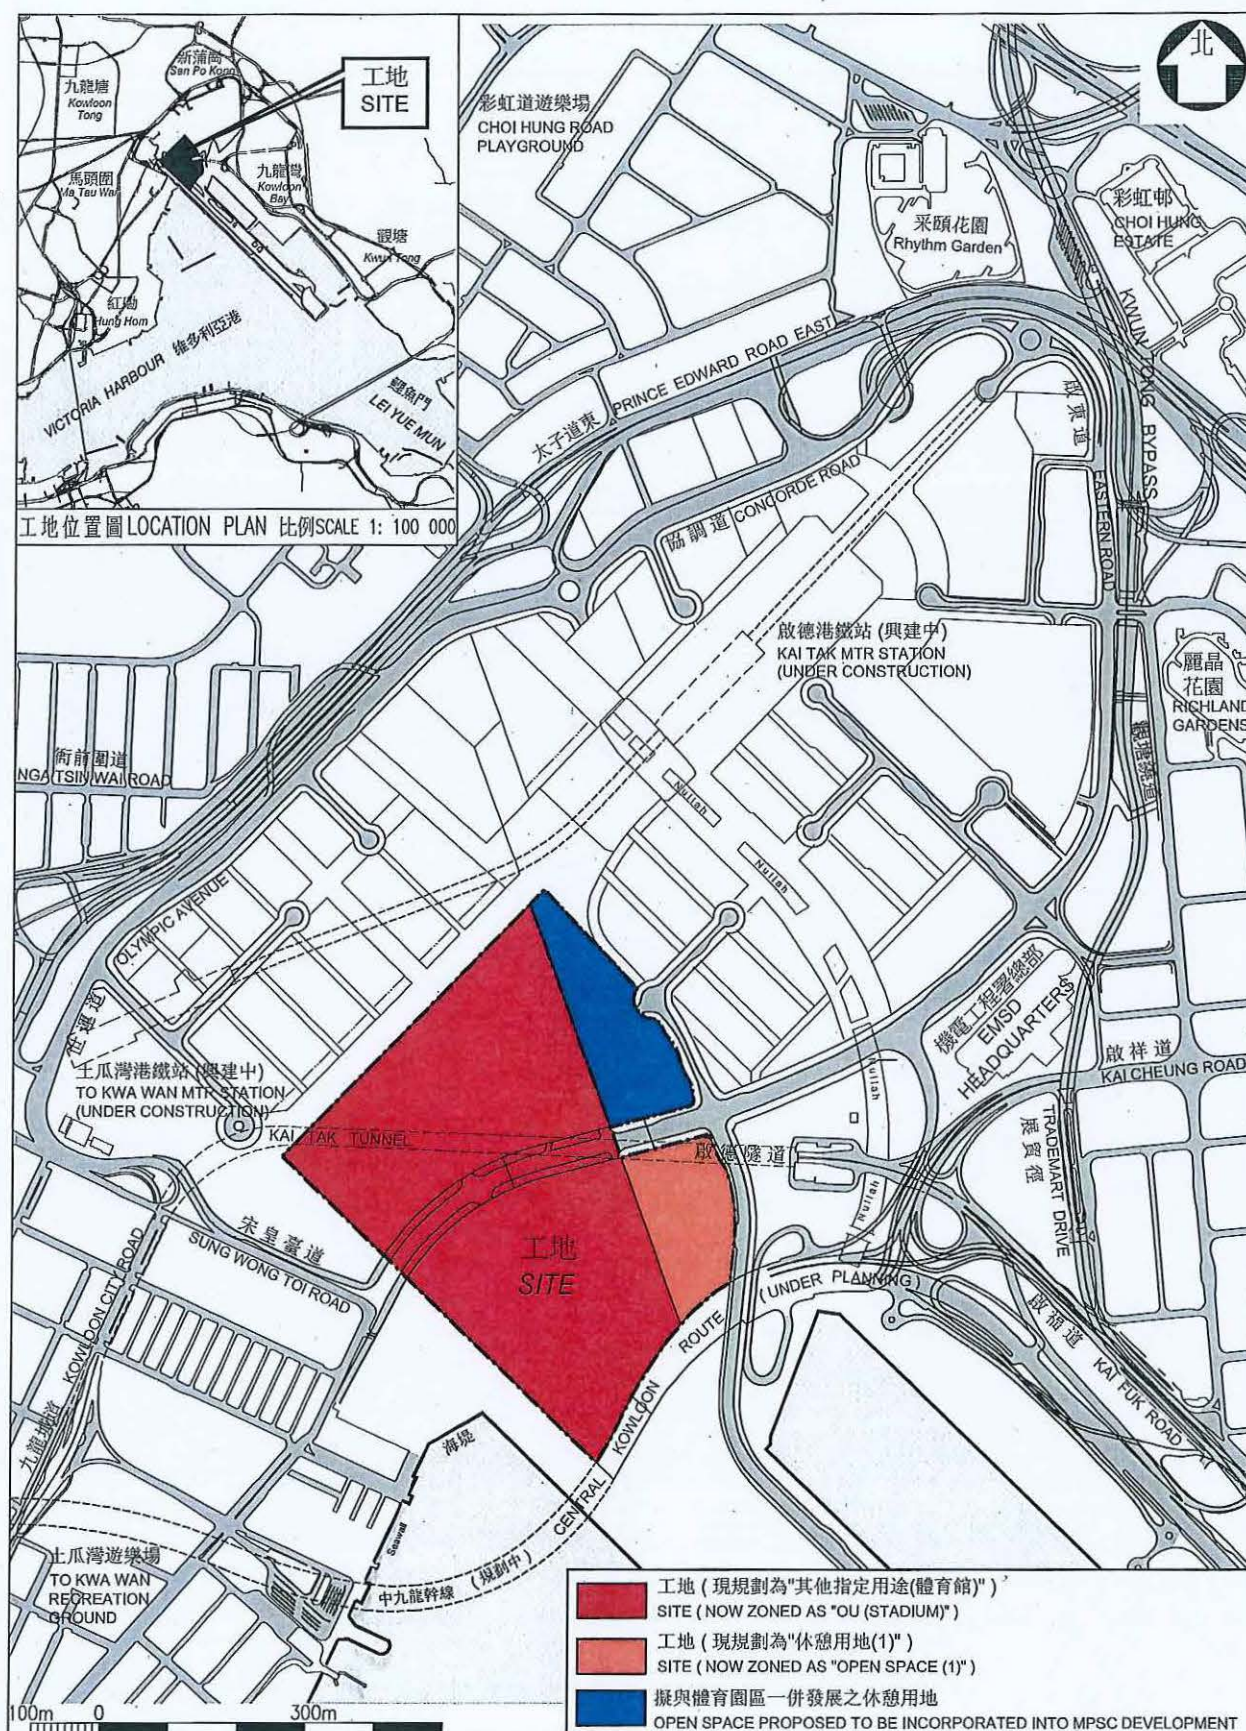 北
新蒲崗
San Po Kong
工地
SITE
九龍塘
Kowloon
Tong
馬頭圍
Ma Tau Wai
九龍灣
Kowloon
Bay
觀塘
Kwun Tong
紅磡
Hung Hom
VICTORIA HARBOUR 維多利亞港
鯉魚門
LEI YUE MUN
工地位置圖 LOCATION PLAN 比例 SCALE 1: 100 000
彩虹道遊樂場
CHOI HUNG ROAD
PLAYGROUND
采頤花園
Rhythm Garden
彩虹邨
CHOI HUNG
ESTATE
KWUN TONG BYPASS
太子道東 PRINCE EDWARD ROAD EAST
協調道 CONCORDE ROAD
啟東道
EASTERN ROAD
啟德港鐵站 (興建中)
KAI TAK MTR STATION
(UNDER CONSTRUCTION)
麗晶
花園
RICHLAND
GARDENS
觀塘繞道
衙前圍道
NGA TSIN WAI ROAD
Nullah
Nullah
OLYMPIC AVENUE
世運道
機電工程署總部
EMSD
HEADQUARTERS
啟祥道
KAI CHEUNG ROAD
土瓜灣港鐵站 (興建中)
TO KWA WAN MTR STATION
(UNDER CONSTRUCTION)
KAI TAK TUNNEL
啟德隧道
Nullah
Nullah
TRADEMART DRIVE
展貿徑
宋皇臺道
SUNG WONG TOI ROAD
工地
SITE
九龍城道 KOWLOON CITY ROAD
CENTRAL KOWLOON ROUTE (UNDER PLANNING)
啟福道 KAI FUK ROAD
海堤
Seawall
中九龍幹線 (規劃中)
土瓜灣遊樂場
TO KWA WAN
RECREATION
GROUND
工地 ( 現規劃為"其他指定用途(體育館)" )
SITE ( NOW ZONED AS "OU (STADIUM)" )
工地 ( 現規劃為"休憩用地(1)" )
SITE ( NOW ZONED AS "OPEN SPACE (1)" )
擬與體育園區一併發展之休憩用地
OPEN SPACE PROPOSED TO BE INCORPORATED INTO MPSC DEVELOPMENT
100m 0 300m